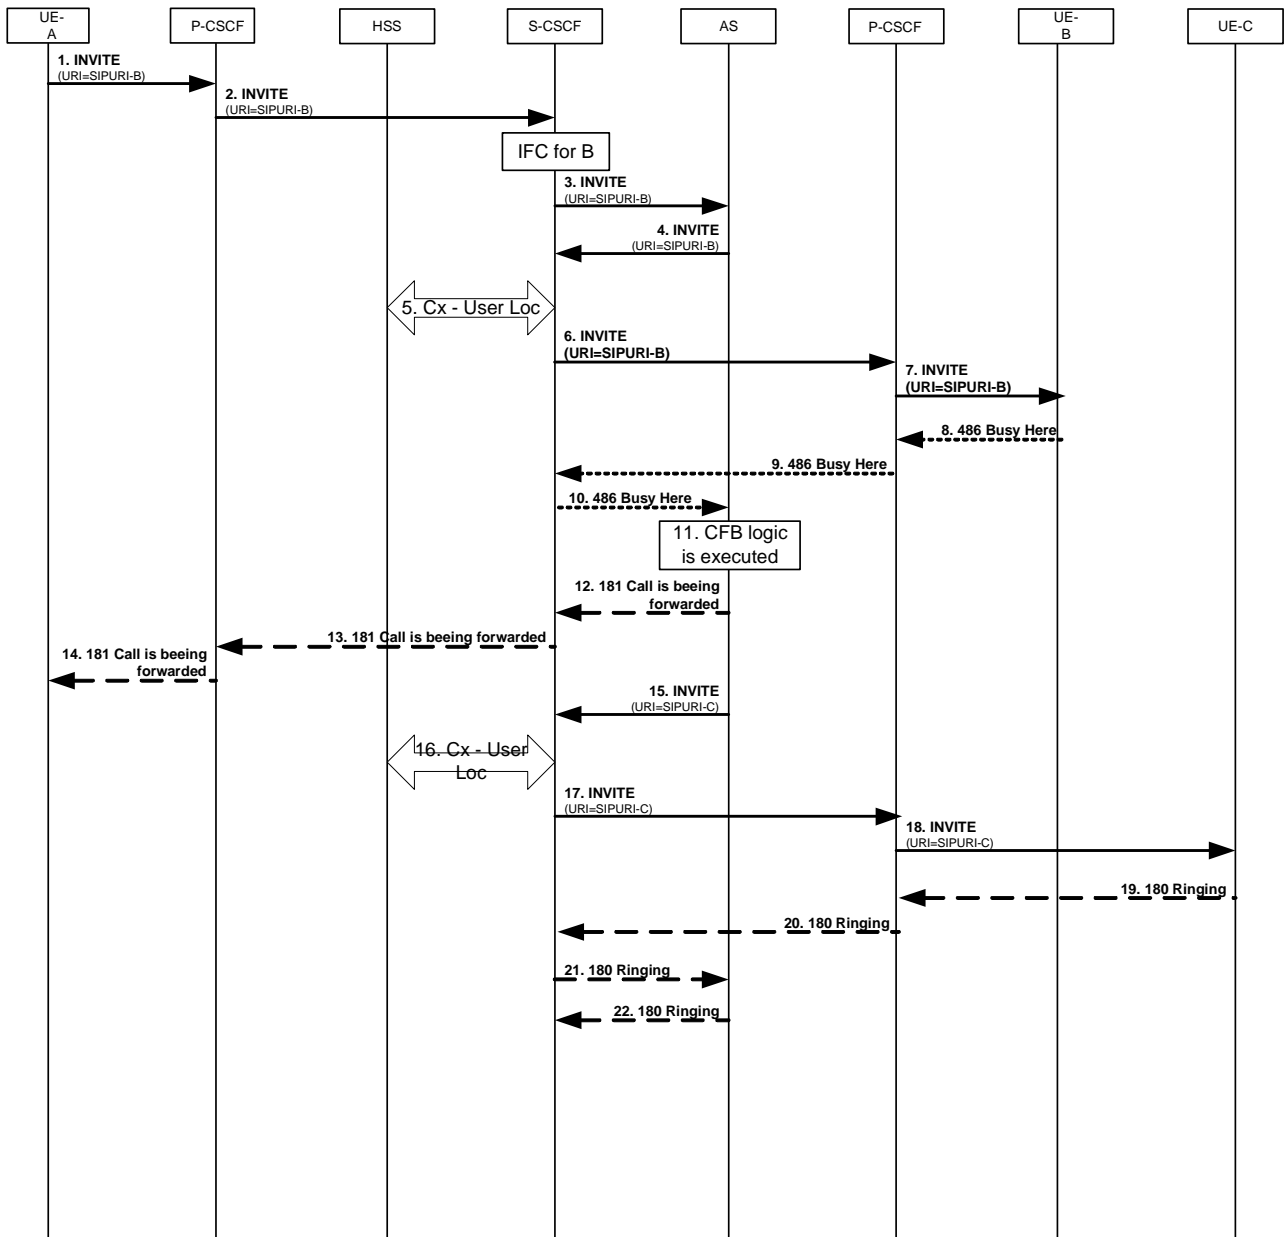 UE-
A
P-CSCF
HSS
S-CSCF
AS
P-CSCF
UE-
B
UE-C
1. INVITE
(URI=SIPURI-B)
2. INVITE
(URI=SIPURI-B)
IFC for B
3. INVITE
(URI=SIPURI-B)
4. INVITE
(URI=SIPURI-B)
5. Cx - User Loc
6. INVITE
(URI=SIPURI-B)
7. INVITE
(URI=SIPURI-B)
8. 486 Busy Here
9. 486 Busy Here
10. 486 Busy Here
11. CFB logic
is executed
12. 181 Call is beeing
forwarded
13. 181 Call is beeing forwarded
14. 181 Call is beeing
forwarded
15. INVITE
(URI=SIPURI-C)
16. Cx - User
Loc
17. INVITE
(URI=SIPURI-C)
18. INVITE
(URI=SIPURI-C)
19. 180 Ringing
20. 180 Ringing
21. 180 Ringing
22. 180 Ringing